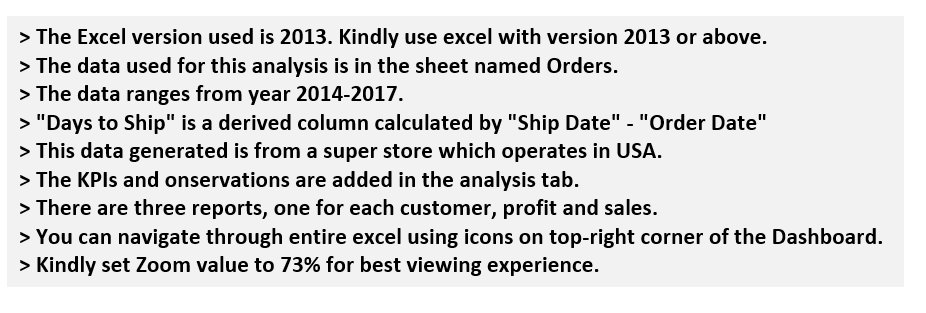 > The Excel version used is 2013. Kindly use excel with version 2013 or above.
> The data used for this analysis is in the sheet named Orders.
> The data ranges from year 2014-2017.
> "Days to Ship" is a derived column calculated by "Ship Date" - "Order Date"
> This data generated is from a super store which operates in USA.
> The KPIs and onservations are added in the analysis tab.
> There are three reports, one for each customer, profit and sales.
> You can navigate through entire excel using icons on top-right corner of the Dashboard.
> Kindly set Zoom value to 73% for best viewing experience.